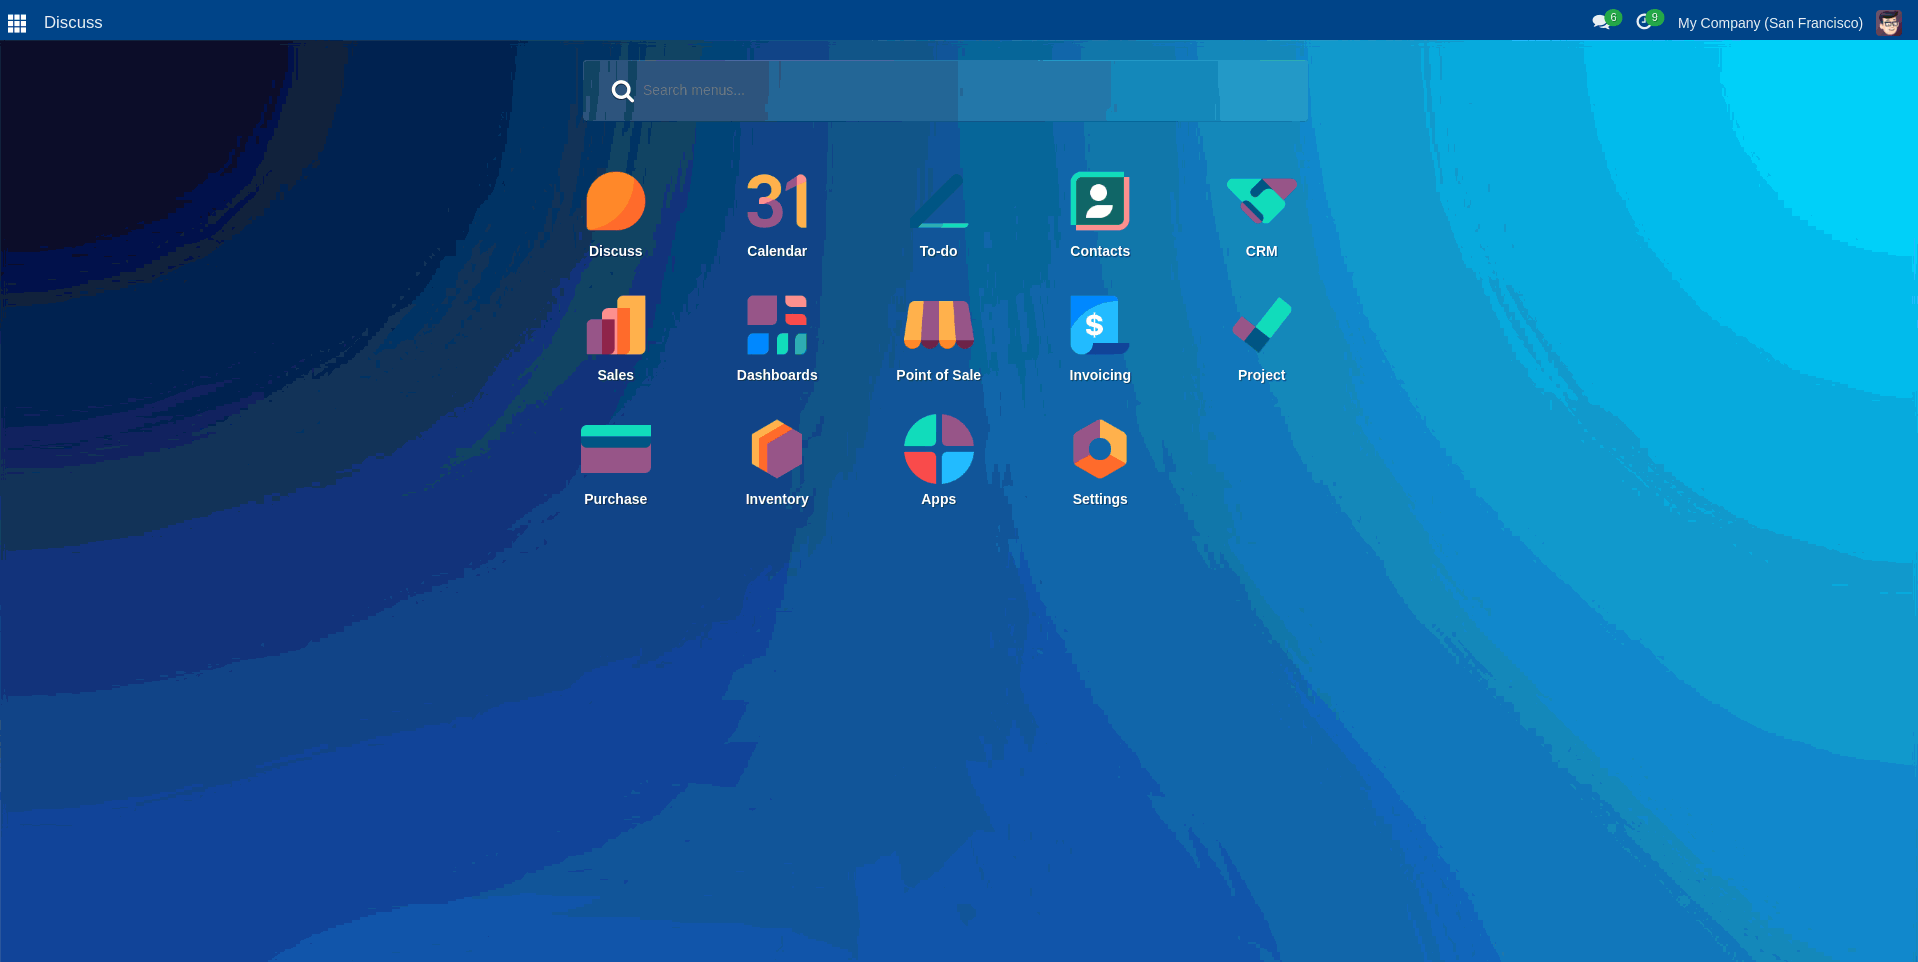 Discuss
6
9
My Company (San Francisco)
Search menus...
31
Discuss
Calendar
To-do
Contacts
CRM
$
Sales
Dashboards
Point of Sale
Invoicing
Project
Purchase
Inventory
Apps
Settings